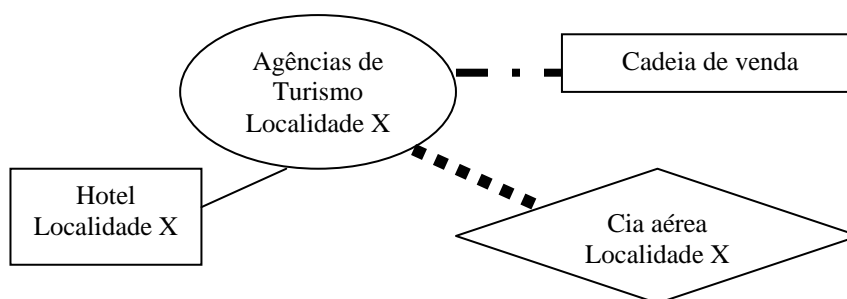 Agências de
Turismo
Localidade X
Cadeia de venda
Hotel
Localidade X
Cia aérea
Localidade X